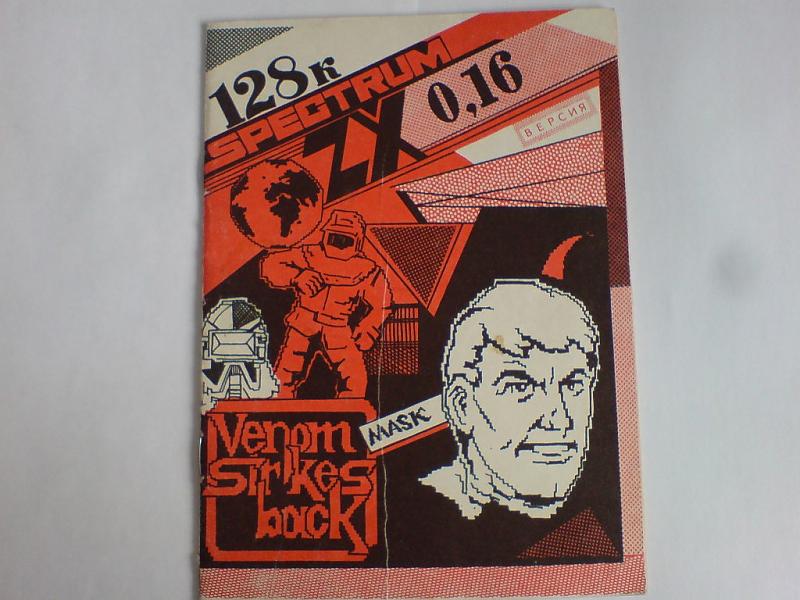 128к
SPECTRUM
ZX
0,16
ВЕРСИЯ
MASK
Venom
strikes
back